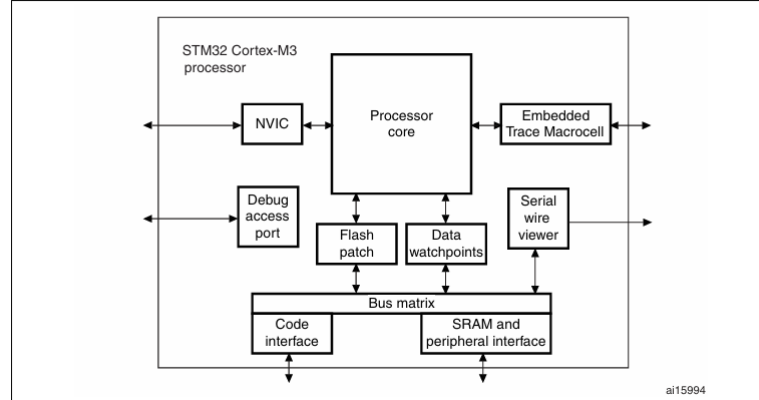 STM32 Cortex-M3
processor
Processor
core
NVIC
Embedded
Trace Macrocell
Debug
access
port
Flash
patch
Data
watchpoints
Serial
wire
viewer
Bus matrix
Code
interface
SRAM and
peripheral interface
ai15994